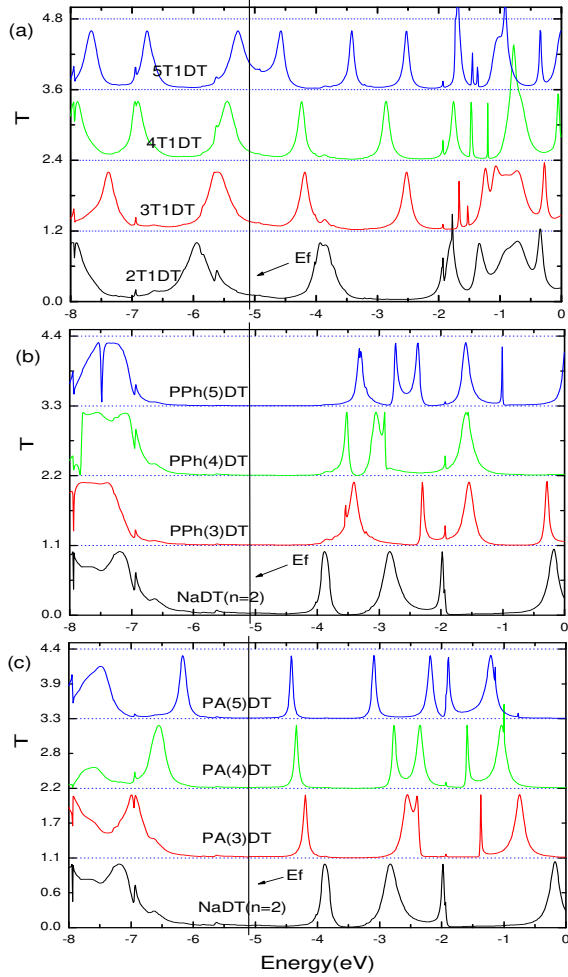 (a)
4.8
3.6
2.4
1.2
0.0
T
5T1DT
4T1DT
3T1DT
2T1DT
Ef
-8 -7 -6 -5 -4 -3 -2 -1 0
(b)
4.4
3.3
2.2
1.1
0.0
T
PPh(5)DT
PPh(4)DT
PPh(3)DT
NaDT(n=2)
Ef
-8 -7 -6 -5 -4 -3 -2 -1 0
(c)
4.4
3.9
3.3
2.8
2.2
1.7
1.1
0.6
0.0
T
PA(5)DT
PA(4)DT
PA(3)DT
NaDT(n=2)
Ef
-8 -7 -6 -5 -4 -3 -2 -1 0
Energy(eV)